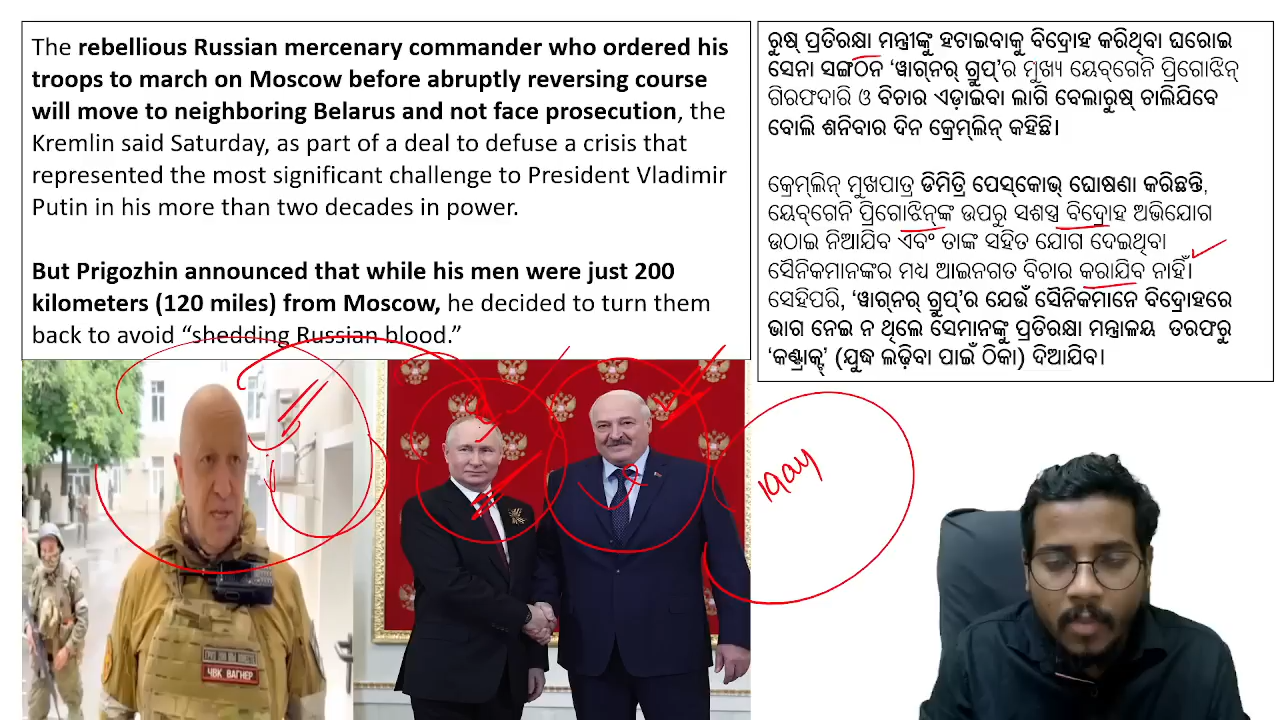 The rebellious Russian mercenary commander who ordered his
troops to march on Moscow before abruptly reversing course
will move to neighboring Belarus and not face prosecution, the
Kremlin said Saturday, as part of a deal to defuse a crisis that
represented the most significant challenge to President Vladimir
Putin in his more than two decades in power.
But Prigozhin announced that while his men were just 200
kilometers (120 miles) from Moscow, he decided to turn them
back to avoid “shedding Russian blood.”
ରୁଷ୍ ପ୍ରତିରକ୍ଷା ମନ୍ତ୍ରୀଙ୍କୁ ହଟାଇବାକୁ ବିଦ୍ରୋହ କରିଥିବା ଘରୋଇ
ସେନା ସଙ୍ଗଠନ ‘ୱାଗ୍‌ନର୍ ଗ୍ରୁପ୍’ର ମୁଖ୍ୟ ୟେବ୍‌ଗେନି ପ୍ରିଗୋଝିନ୍
ଗିରଫଦାରି ଓ ବିଚାର ଏଡ଼ାଇବା ଲାଗି ବେଲାରୁଷ୍ ଚାଲିଯିବେ
ବୋଲି ଶନିବାର ଦିନ କ୍ରେମ୍‌ଲିନ୍ କହିଛି।
କ୍ରେମ୍‌ଲିନ୍ ମୁଖପାତ୍ର ଡିମିତ୍ରି ପେସ୍‌କୋଭ୍ ଘୋଷଣା କରିଛନ୍ତି,
ୟେବ୍‌ଗେନି ପ୍ରିଗୋଝିନ୍‌ଙ୍କ ଉପରୁ ସଶସ୍ତ୍ର ବିଦ୍ରୋହ ଅଭିଯୋଗ
ଉଠାଇ ନିଆଯିବ ଏବଂ ତାଙ୍କ ସହିତ ଯୋଗ ଦେଇଥିବା
ସୈନିକମାନଙ୍କର ମଧ୍ୟ ଆଇନଗତ ବିଚାର କରାଯିବ ନାହିଁ।
ସେହିପରି, ‘ୱାଗ୍‌ନର୍ ଗ୍ରୁପ୍’ର ଯେଉଁ ସୈନିକମାନେ ବିଦ୍ରୋହରେ
ଭାଗ ନେଇ ନ ଥିଲେ ସେମାନଙ୍କୁ ପ୍ରତିରକ୍ଷା ମନ୍ତ୍ରାଳୟ ତରଫରୁ
‘କଣ୍ଟ୍ରାକ୍ଟ୍’ (ଯୁଦ୍ଧ ଲଢ଼ିବା ପାଇଁ ଠିକା) ଦିଆଯିବ।
ЧВК ВАГНЕР